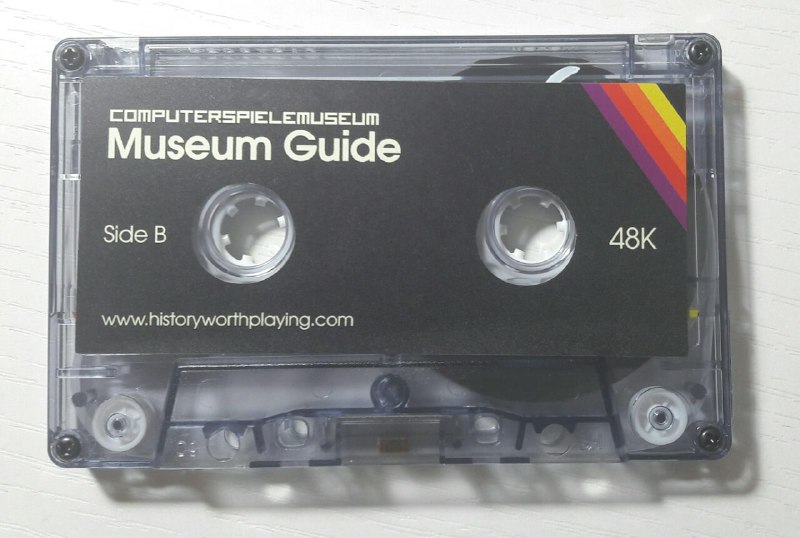 COMPUTERSPIELEMUSEUM
Museum Guide
Side B
48K
www.historyworthplaying.com